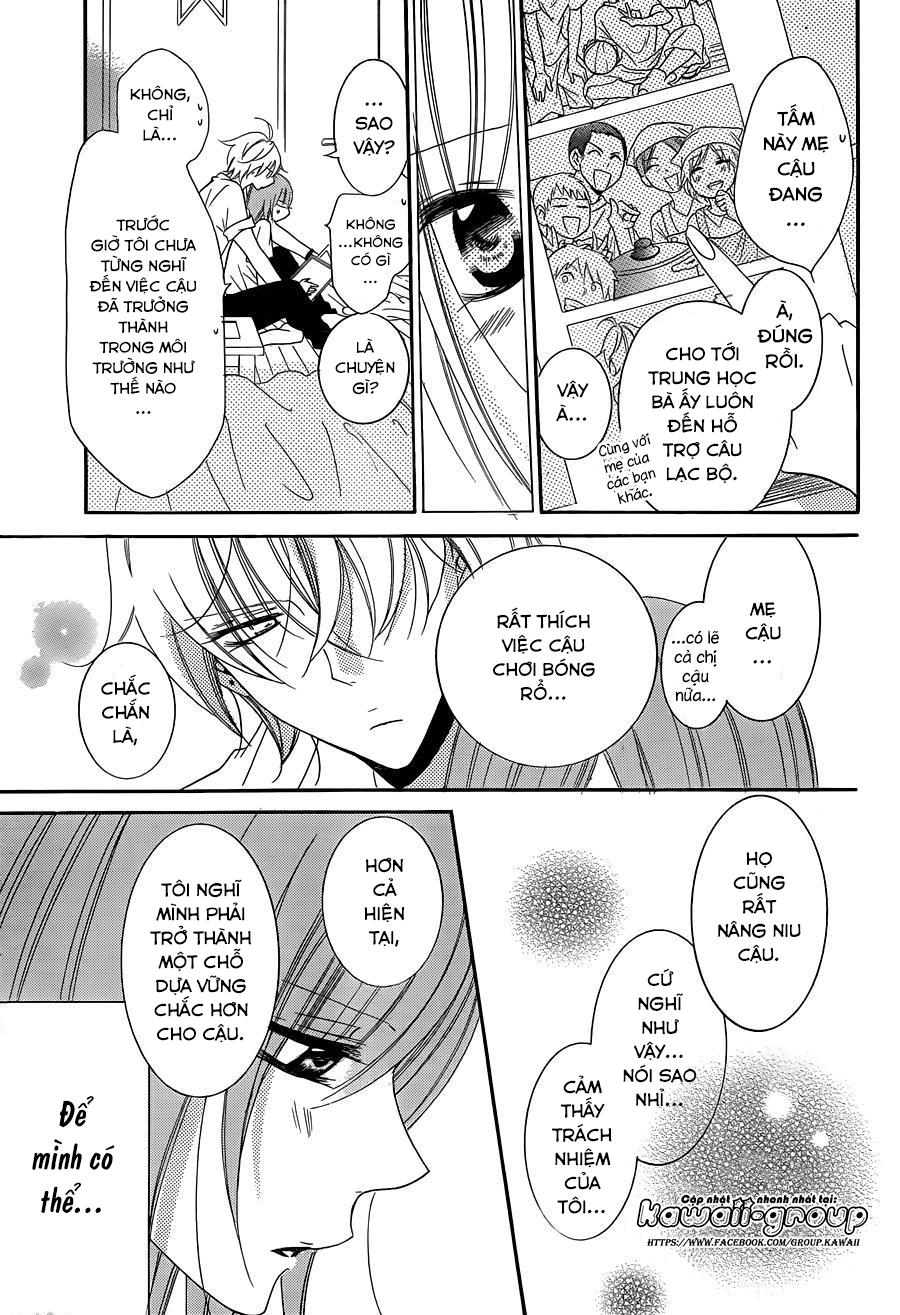 TẤM
NÀY MẸ
CẬU ĐANG
...
À,
ĐÚNG
RỒI.
CHO TỚI
TRUNG HỌC
BÀ ẤY LUÔN
ĐẾN HỖ
TRỢ CÂU
LẠC BỘ.
Cùng với
mẹ của
các bạn
khác.
VẬY
À...
...
SAO
VẬY?
KHÔNG
...KHÔNG
CÓ GÌ
...
LÀ
CHUYỆN
GÌ?
KHÔNG,
CHỈ
LÀ...
TRƯỚC
GIỜ TÔI CHƯA
TỪNG NGHĨ
ĐẾN VIỆC CẬU
ĐÃ TRƯỞNG
THÀNH
TRONG MÔI
TRƯỜNG NHƯ
THẾ NÀO
...
MẸ
CẬU
...
...có lẽ
cả chị
cậu
nữa...
RẤT THÍCH
VIỆC CẬU
CHƠI BÓNG
RỔ...
CHẮC
CHẮN
LÀ,
HỌ
CŨNG
RẤT
NÂNG NIU
CẬU.
CỨ
NGHĨ
NHƯ
VẬY...
NÓI SAO
NHỈ...
CẢM
THẤY
TRÁCH
NHIỆM
CỦA
TÔI...
HƠN
CẢ
HIỆN
TẠI,
TÔI NGHĨ
MÌNH PHẢI
TRỞ THÀNH
MỘT CHỖ
DỰA VỮNG
CHẮC HƠN
CHO CẬU.
Để
mình có
thể...
Cập nhật nhanh nhất tại:
Kawaii-group
HTTPS://WWW.FACEBOOK.COM/GROUP.KAWAII